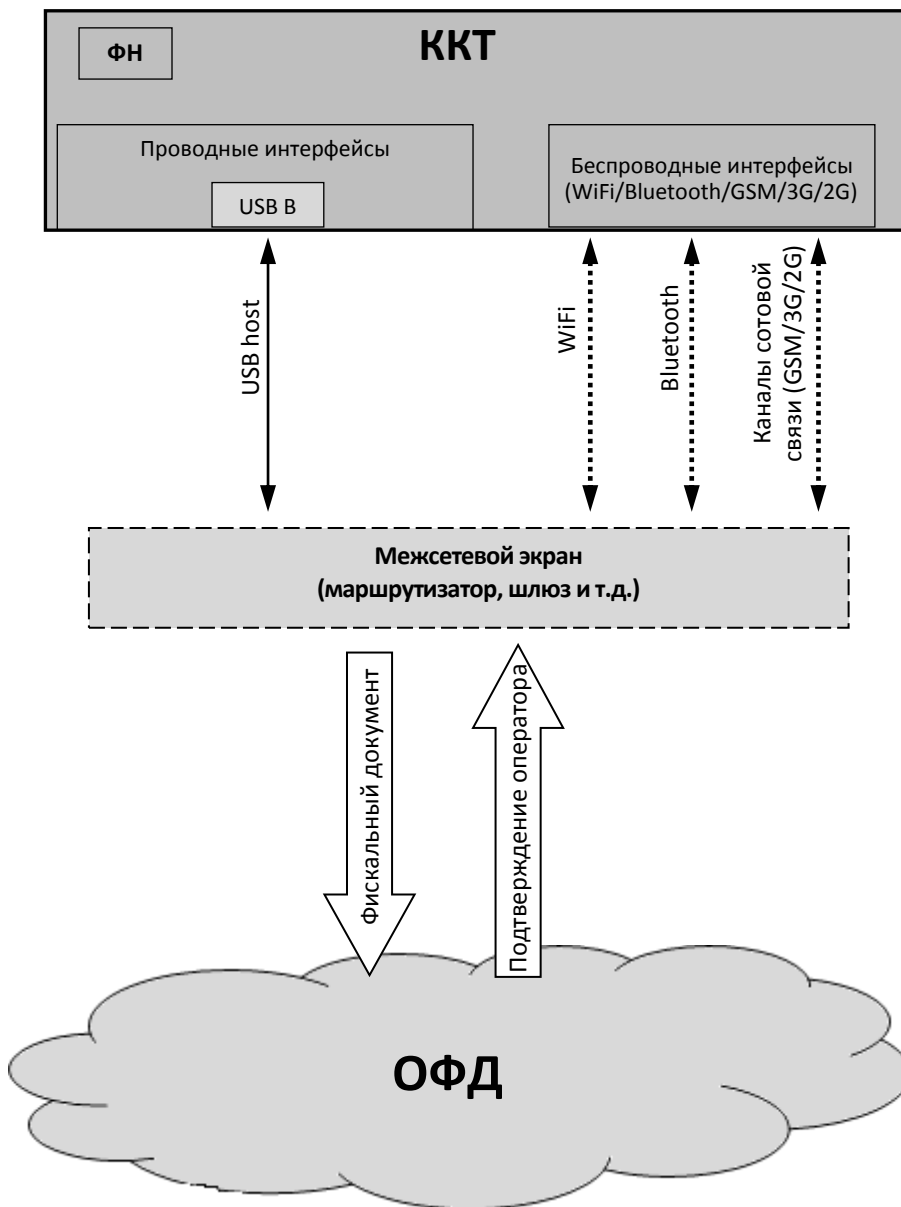 ФН
ККТ
Проводные интерфейсы
USB B
Беспроводные интерфейсы
(WiFi/Bluetooth/GSM/3G/2G)
USB host
WiFi
Bluetooth
Каналы сотовой
связи (GSM/3G/2G)
Межсетевой экран
(маршрутизатор, шлюз и т.д.)
Фискальный документ
Подтверждение оператора
ОФД